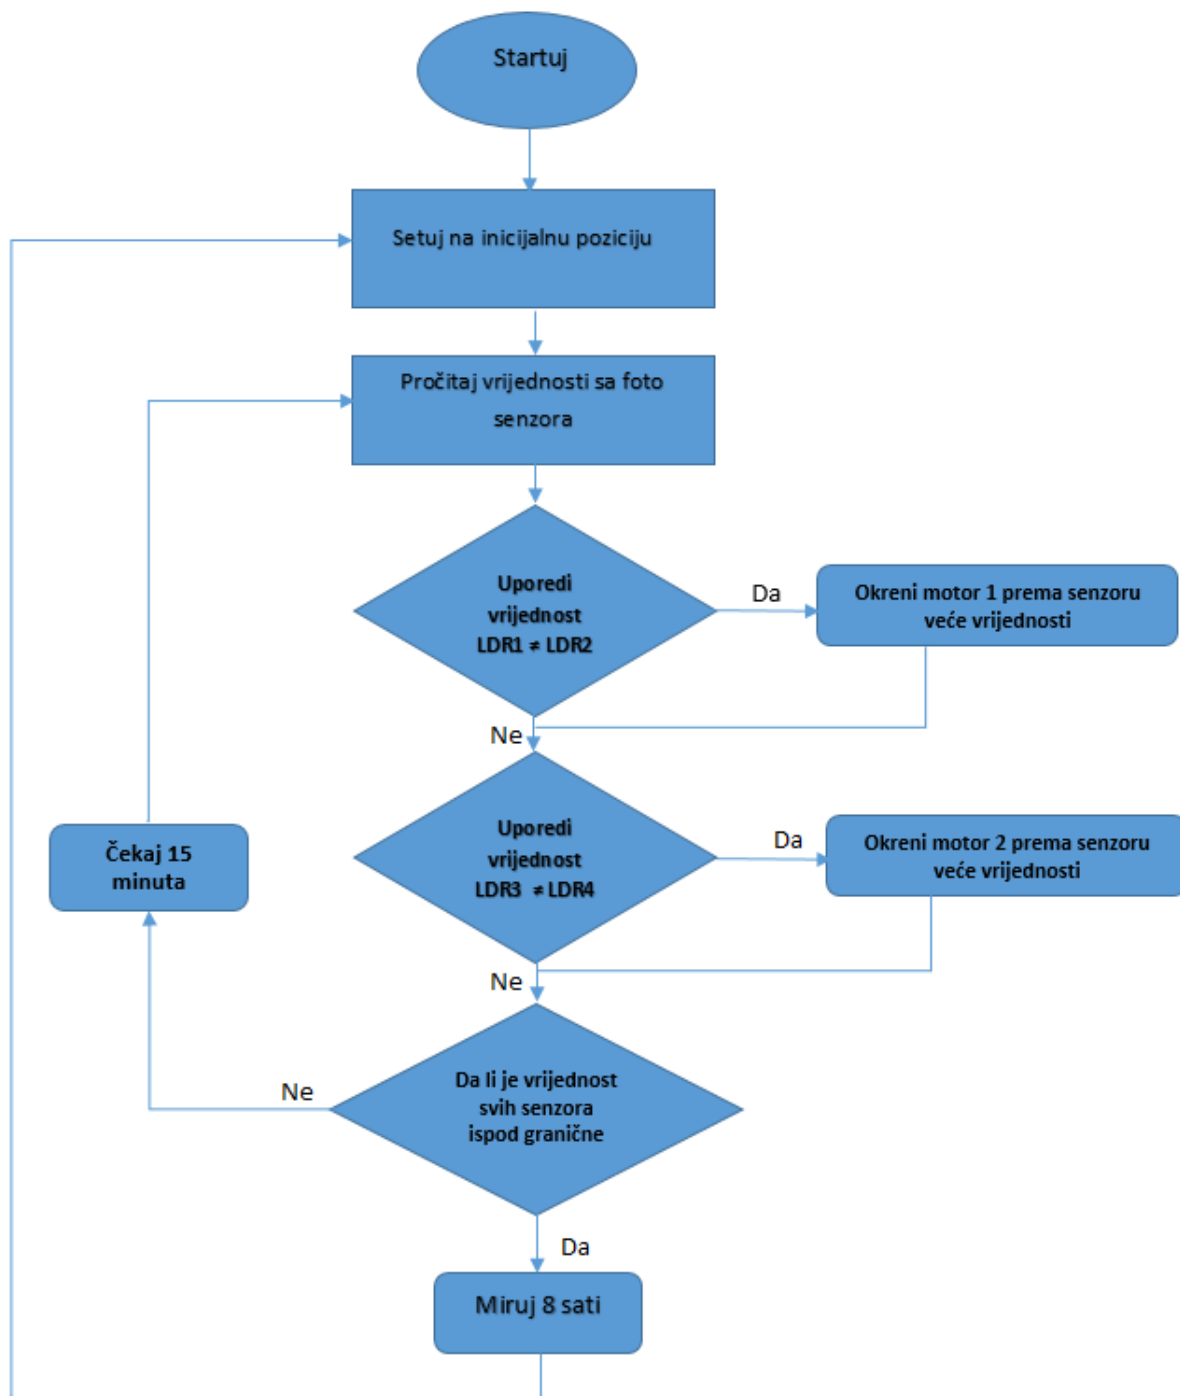 Startuj
Setuj na inicijalnu poziciju
Pročitaj vrijednosti sa foto
senzora
Uporedi
vrijednost
LDR1 ≠ LDR2
Da
Okreni motor 1 prema senzoru
veće vrijednosti
Ne
Uporedi
vrijednost
LDR3 ≠ LDR4
Da
Okreni motor 2 prema senzoru
veće vrijednosti
Čekaj 15
minuta
Ne
Da li je vrijednost
svih senzora
ispod granične
Ne
Da
Miruj 8 sati